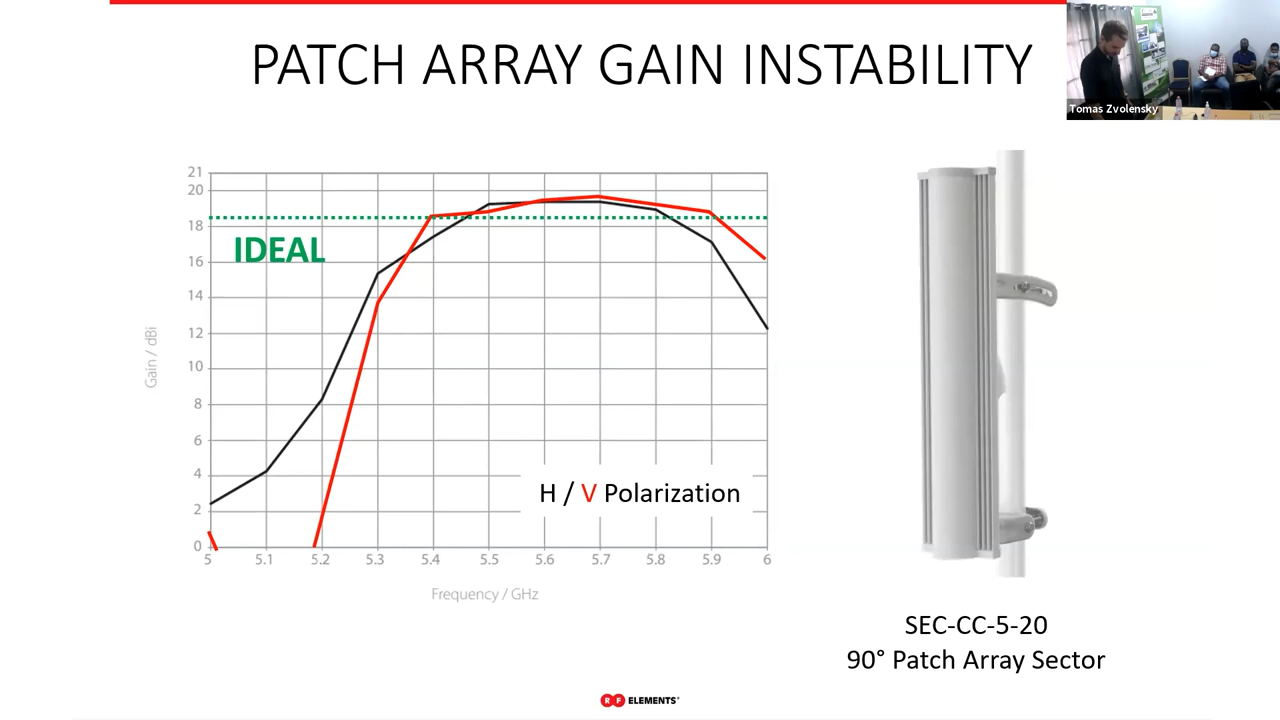 PATCH ARRAY GAIN INSTABILITY
Tomas Zvolensky
21
20
18
16
14
12
10
8
6
4
2
0
Gain / dBi
IDEAL
H / V Polarization
5 5.1 5.2 5.3 5.4 5.5 5.6 5.7 5.8 5.9 6
Frequency / GHz
SEC-CC-5-20
90° Patch Array Sector
RF ELEMENTS